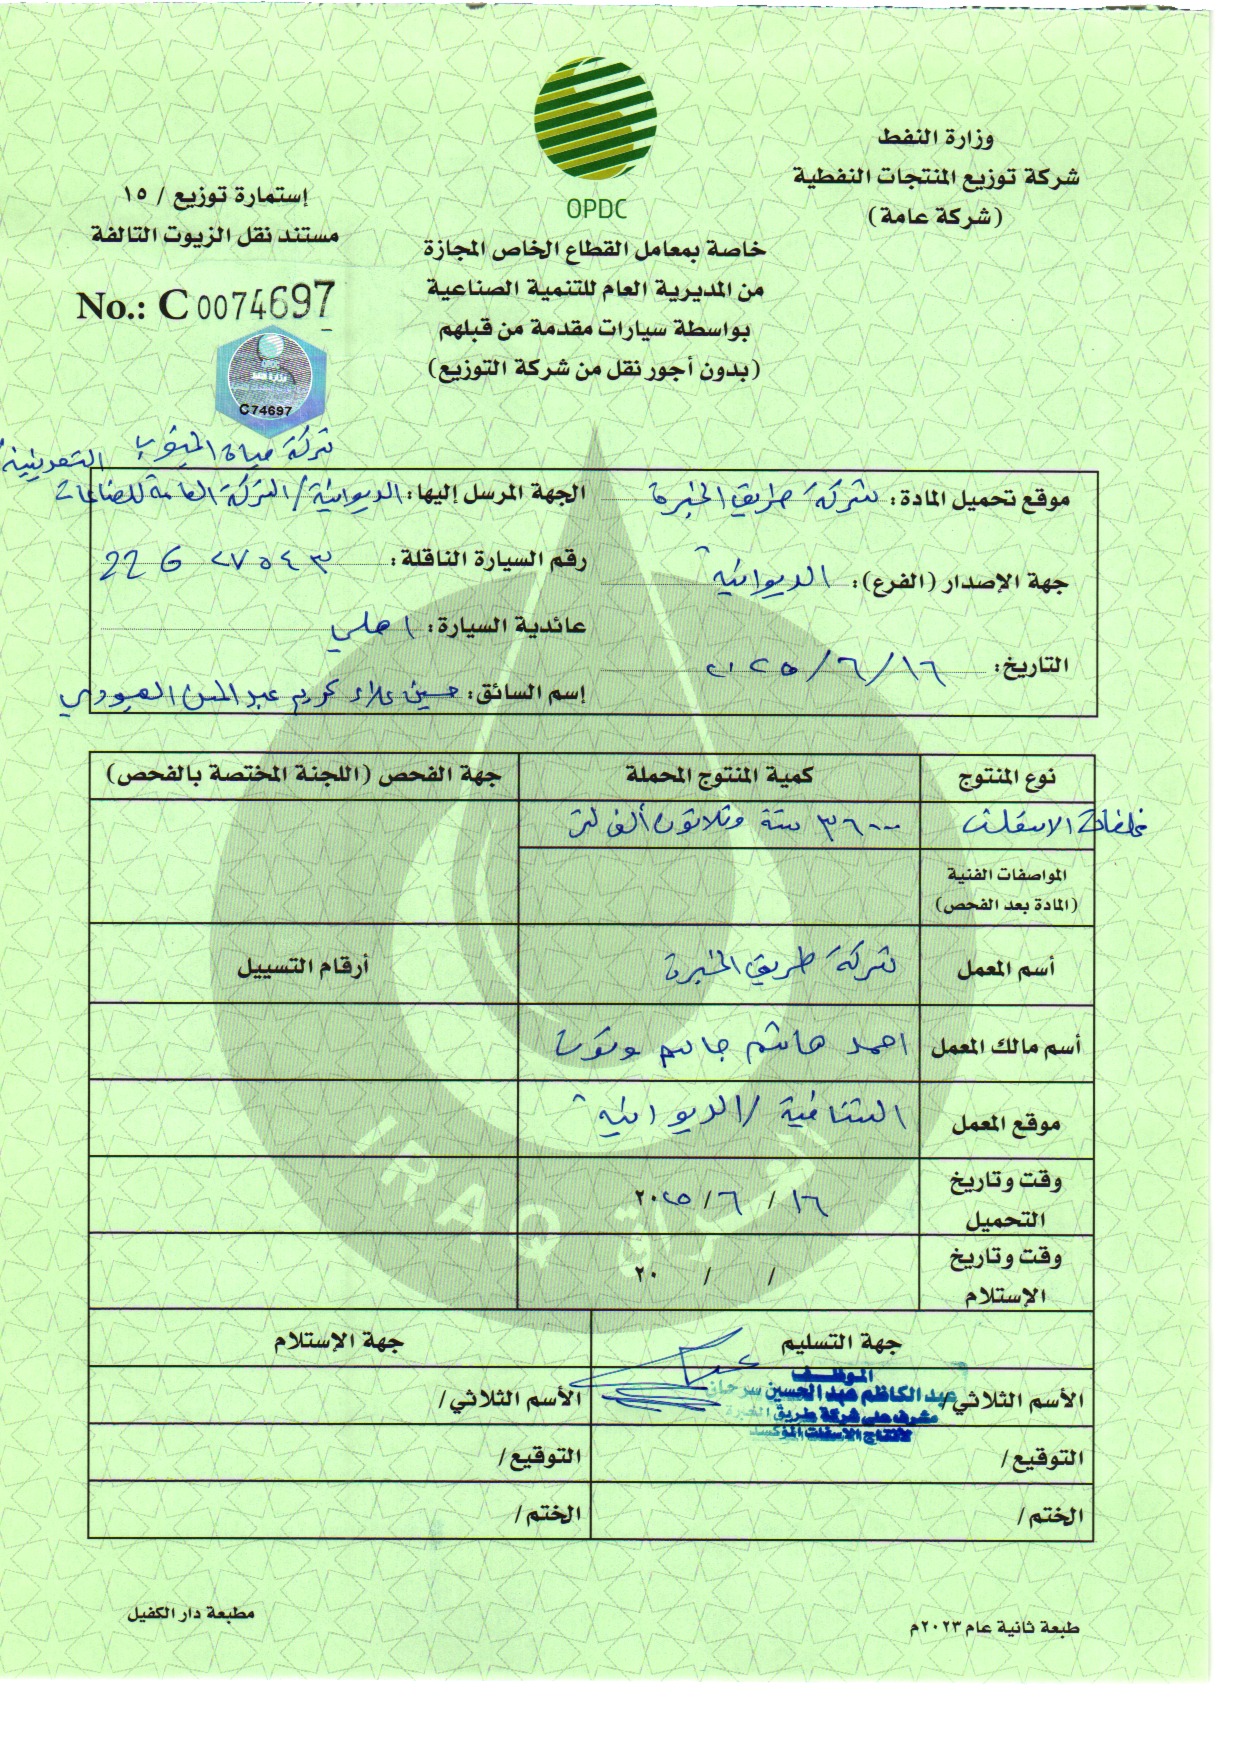 وزارة النفط
شركة توزيع المنتجات النفطية
(شركة عامة)
OPDC
خاصة بمعامل القطاع الخاص المجازة
من المديرية العام للتنمية الصناعية
بواسطة سيارات مقدمة من قبلهم
(بدون أجور نقل من شركة التوزيع)
إستمارة توزيع / ١٥
مستند نقل الزيوت التالفة
No.: C 0074697
C74697
شركة مياه الجنوب
موقع تحميل المادة: شركة طريق الخبرة
الجهة المرسل إليها: الديوانية / الشركة العامة للصناعات التعدينية
جهة الإصدار (الفرع): الديوانية
رقم السيارة الناقلة: ٢٧٥٤٣ 22 G
عائدية السيارة: اهلي
التاريخ: ١٦/٦/٢٠٢٥
إسم السائق: حسين علاء كريم عبد العبودي
نوع المنتوج
كمية المنتوج المحملة
جهة الفحص (اللجنة المختصة بالفحص)
مخلفات الاسفلت
٣٦٠٠٠ ستة وثلاثون ألف لتر
المواصفات الفنية
(المادة بعد الفحص)
أسم المعمل
شركة طريق الخبرة
أرقام التسييل
أسم مالك المعمل
احمد هاشم جاسم
موقع المعمل
الشنافية / الديوانية
وقت وتاريخ التحميل
١٦ / ٦ / ٢٠٢٥
وقت وتاريخ الإستلام
/ / ٢٠
IRAQ العراق
جهة التسليم
جهة الإستلام
الأسم الثلاثي/
الموظف
عبد الكاظم عبد الحسين سرحان
مشرف على شركة طريق الخبرة
لانتاج الاسفلت المؤكسد
الأسم الثلاثي/
التوقيع/
التوقيع/
الختم/
الختم/
طبعة ثانية عام ٢٠٢٣م
مطبعة دار الكفيل